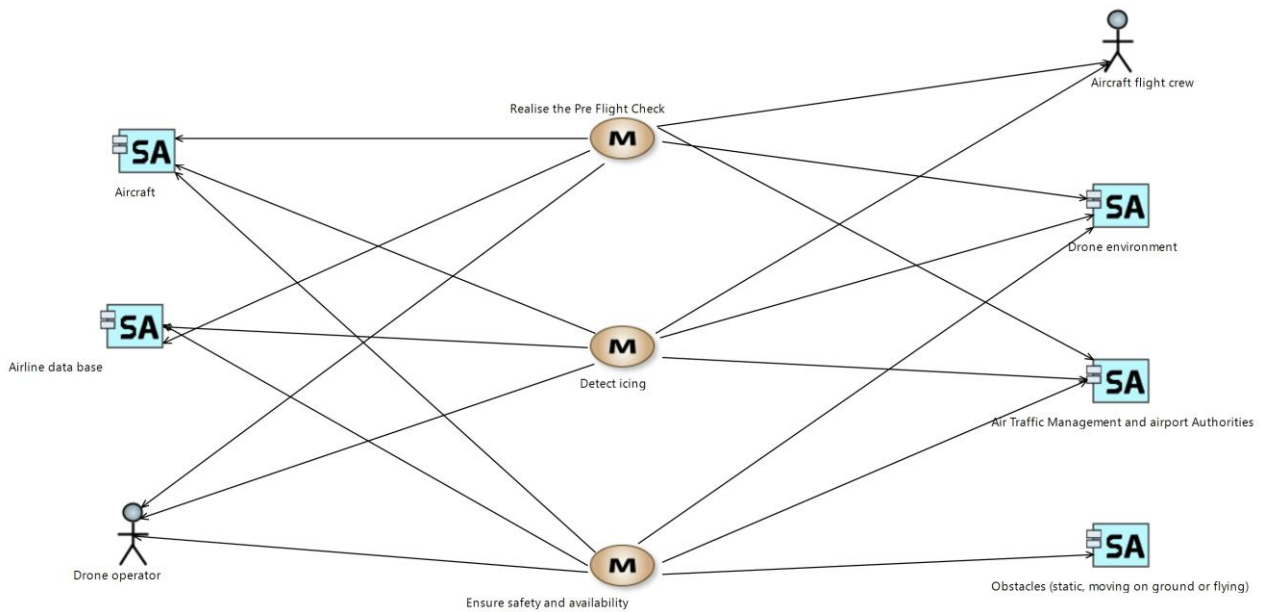 Aircraft flight crew
Realise the Pre Flight Check
M
SA
Aircraft
SA
Drone environment
SA
Airline data base
M
Detect icing
SA
Air Traffic Management and airport Authorities
Drone operator
M
Ensure safety and availability
SA
Obstacles (static, moving on ground or flying)